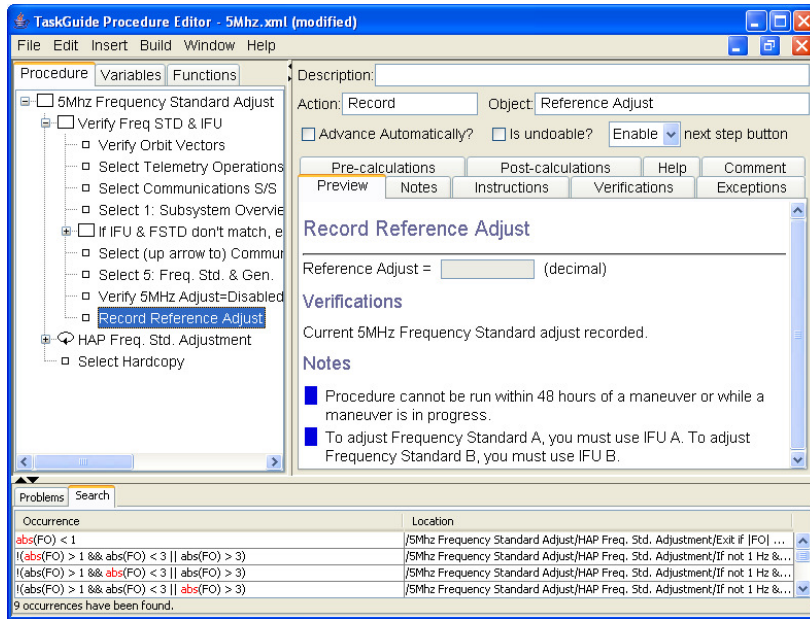 TaskGuide Procedure Editor - 5Mhz.xml (modified)
File Edit Insert Build Window Help
Procedure Variables Functions
5Mhz Frequency Standard Adjust
Verify Freq STD & IFU
Verify Orbit Vectors
Select Telemetry Operations
Select Communications S/S
Select 1: Subsystem Overvie
If IFU & FSTD don't match, e
Select (up arrow to) Commur
Select 5: Freq. Std. & Gen.
Verify 5MHz Adjust=Disabled
Record Reference Adjust
HAP Freq. Std. Adjustment
Select Hardcopy
Description:
Action: Record Object: Reference Adjust
Advance Automatically? Is undoable? Enable next step button
Pre-calculations Post-calculations Help Comment
Preview Notes Instructions Verifications Exceptions
Record Reference Adjust
Reference Adjust = (decimal)
Verifications
Current 5MHz Frequency Standard adjust recorded.
Notes
Procedure cannot be run within 48 hours of a maneuver or while a
maneuver is in progress.
To adjust Frequency Standard A, you must use IFU A. To adjust
Frequency Standard B, you must use IFU B.
Problems Search
Occurrence Location
abs(FO) < 1 /5Mhz Frequency Standard Adjust/HAP Freq. Std. Adjustment/Exit if |FO| ...
!(abs(FO) > 1 && abs(FO) < 3 || abs(FO) > 3) /5Mhz Frequency Standard Adjust/HAP Freq. Std. Adjustment/If not 1 Hz &...
!(abs(FO) > 1 && abs(FO) < 3 || abs(FO) > 3) /5Mhz Frequency Standard Adjust/HAP Freq. Std. Adjustment/If not 1 Hz &...
!(abs(FO) > 1 && abs(FO) < 3 || abs(FO) > 3) /5Mhz Frequency Standard Adjust/HAP Freq. Std. Adjustment/If not 1 Hz &...
9 occurrences have been found.